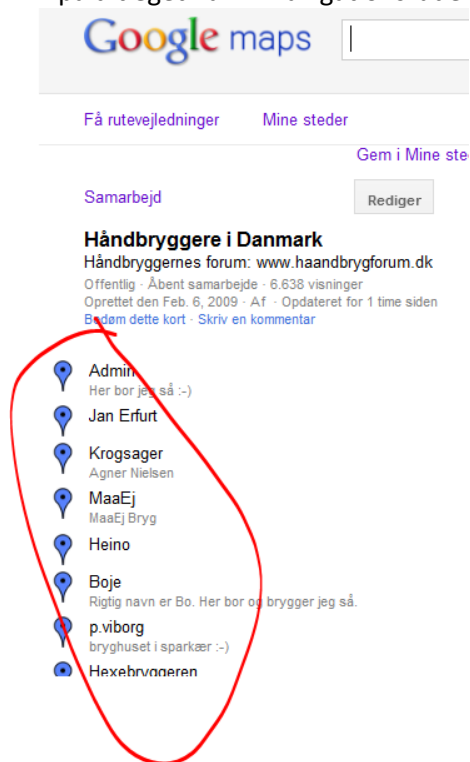 Google maps
Få rutevejledninger Mine steder
Gem i Mine ste
Samarbejd Rediger
Håndbryggere i Danmark
Håndbryggernes forum: www.haandbrygforum.dk
Offentlig · Åbent samarbejde · 6.638 visninger
Oprettet den Feb. 6, 2009 · Af · Opdateret for 1 time siden
Bedøm dette kort · Skriv en kommentar
Admin
Her bor jeg så :-)
Jan Erfurt
Krogsager
Agner Nielsen
MaaEj
MaaEj Bryg
Heino
Boje
Rigtig navn er Bo. Her bor og brygger jeg så.
p.viborg
bryghuset i sparkær :-)
Hexebryggeren